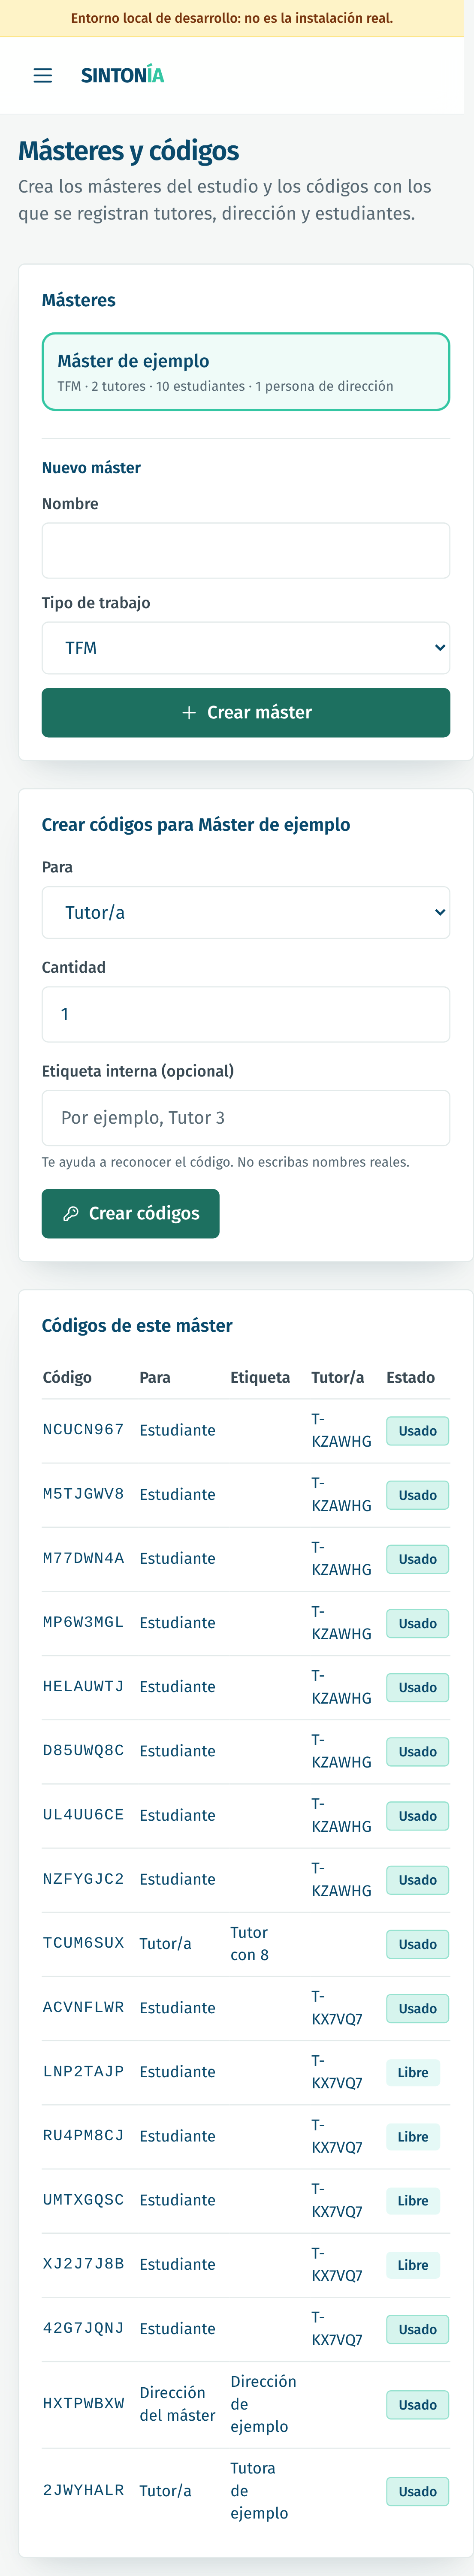 Entorno local de desarrollo: no es la instalación real.
SINTONÍA
Másteres y códigos
Crea los másteres del estudio y los códigos con los
que se registran tutores, dirección y estudiantes.
Másteres
Máster de ejemplo
TFM · 2 tutores · 10 estudiantes · 1 persona de dirección
Nuevo máster
Nombre
Tipo de trabajo
TFM
Crear máster
Crear códigos para Máster de ejemplo
Para
Tutor/a
Cantidad
1
Etiqueta interna (opcional)
Por ejemplo, Tutor 3
Te ayuda a reconocer el código. No escribas nombres reales.
Crear códigos
Códigos de este máster
Código Para Etiqueta Tutor/a Estado
NCUCN967 Estudiante T-KZAWHG Usado
M5TJGWV8 Estudiante T-KZAWHG Usado
M77DWN4A Estudiante T-KZAWHG Usado
MP6W3MGL Estudiante T-KZAWHG Usado
HELAUWTJ Estudiante T-KZAWHG Usado
D85UWQ8C Estudiante T-KZAWHG Usado
UL4UU6CE Estudiante T-KZAWHG Usado
NZFYGJC2 Estudiante T-KZAWHG Usado
TCUM6SUX Tutor/a Tutor con 8 Usado
ACVNFLWR Estudiante T-KX7VQ7 Usado
LNP2TAJP Estudiante T-KX7VQ7 Libre
RU4PM8CJ Estudiante T-KX7VQ7 Libre
UMTXGQSC Estudiante T-KX7VQ7 Libre
XJ2J7J8B Estudiante T-KX7VQ7 Libre
42G7JQNJ Estudiante T-KX7VQ7 Usado
HXTPWBXW Dirección del máster Dirección de ejemplo Usado
2JWYHALR Tutor/a Tutora de ejemplo Usado